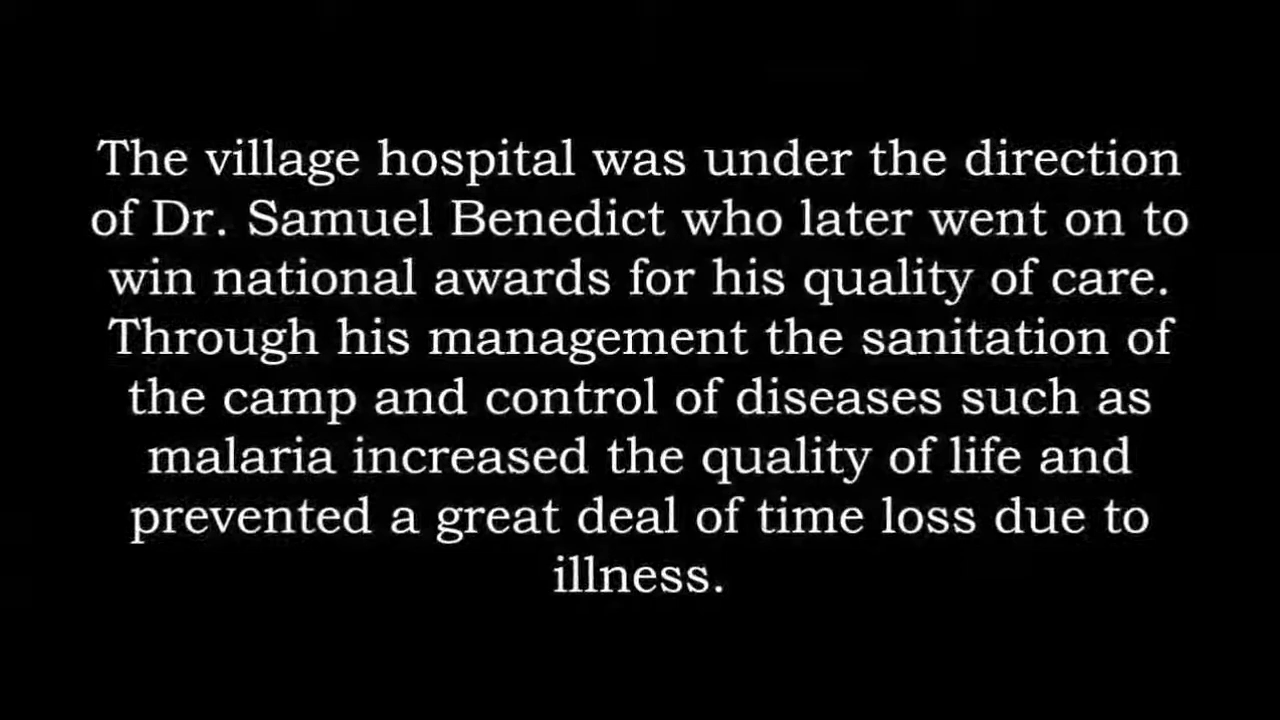 The village hospital was under the direction
of Dr. Samuel Benedict who later went on to
win national awards for his quality of care.
Through his management the sanitation of
the camp and control of diseases such as
malaria increased the quality of life and
prevented a great deal of time loss due to
illness.